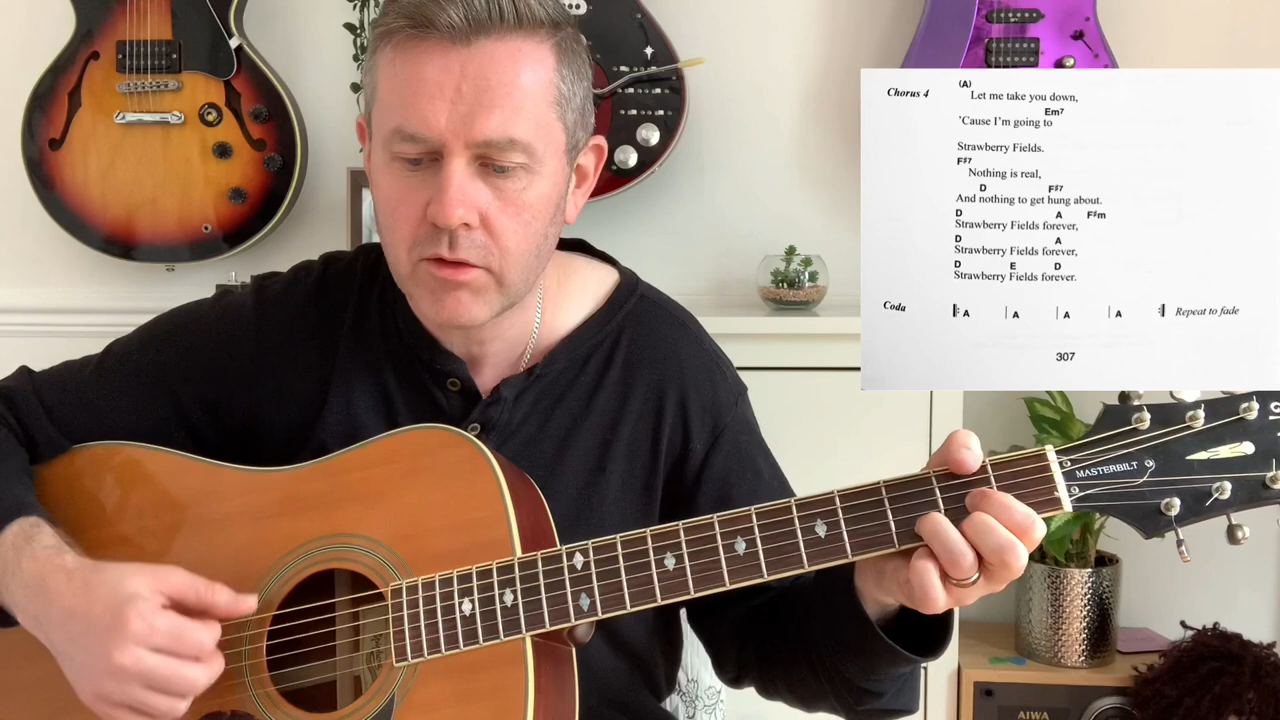 Chorus 4
(A)
Let me take you down,
Em7
’Cause I’m going to
Strawberry Fields.
F♯7
Nothing is real,
D F♯7
And nothing to get hung about.
D A F♯m
Strawberry Fields forever,
D A
Strawberry Fields forever,
D E D
Strawberry Fields forever.
Coda
𝄆 A | A | A | A 𝄇 Repeat to fade
307
MASTERBILT
AIWA